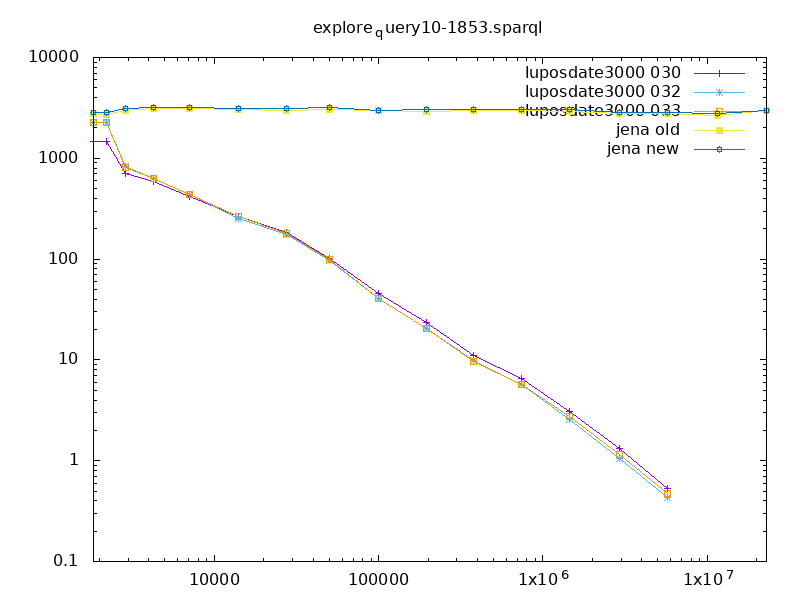 explore_query10-1853.sparql
10000
1000
100
10
1
0.1
luposdate3000 030
luposdate3000 032
luposdate3000 033
jena old
jena new
10000 100000 1x10^6 1x10^7